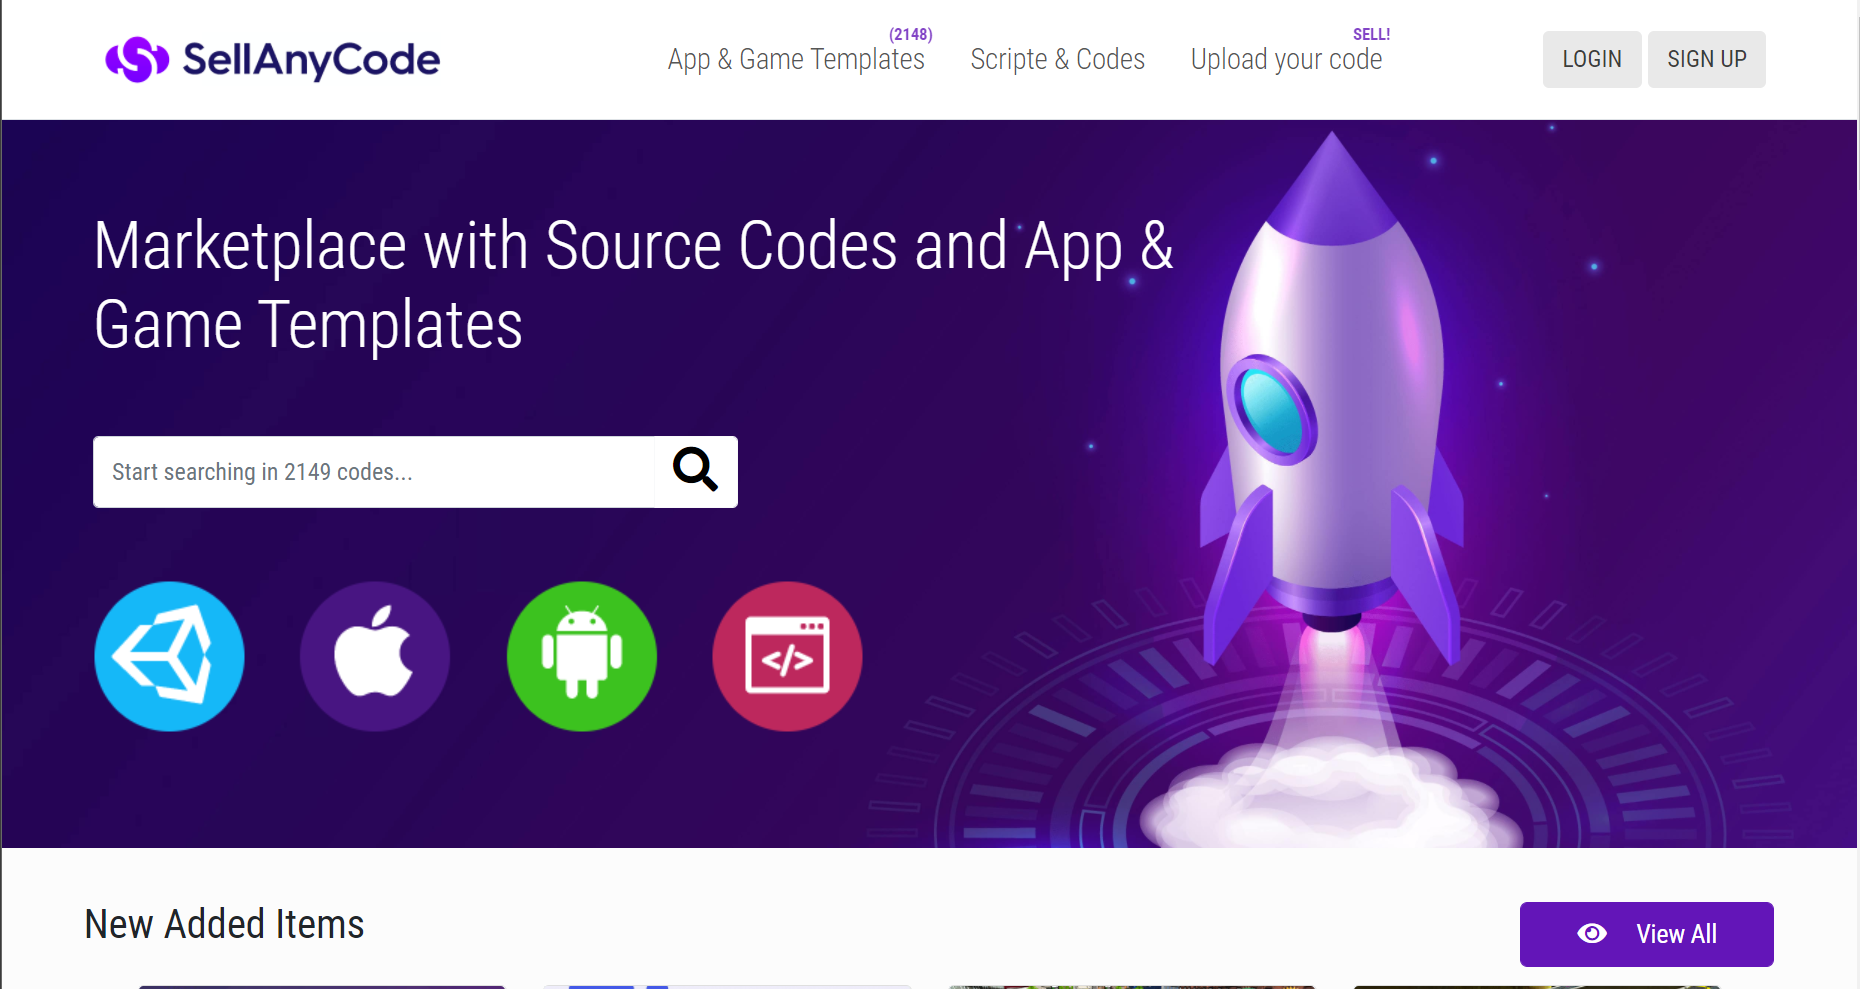 SellAnyCode
(2148)
App & Game Templates
Scripte & Codes
SELL!
Upload your code
LOGIN
SIGN UP
Marketplace with Source Codes and App &
Game Templates
Start searching in 2149 codes...
</>
New Added Items
View All